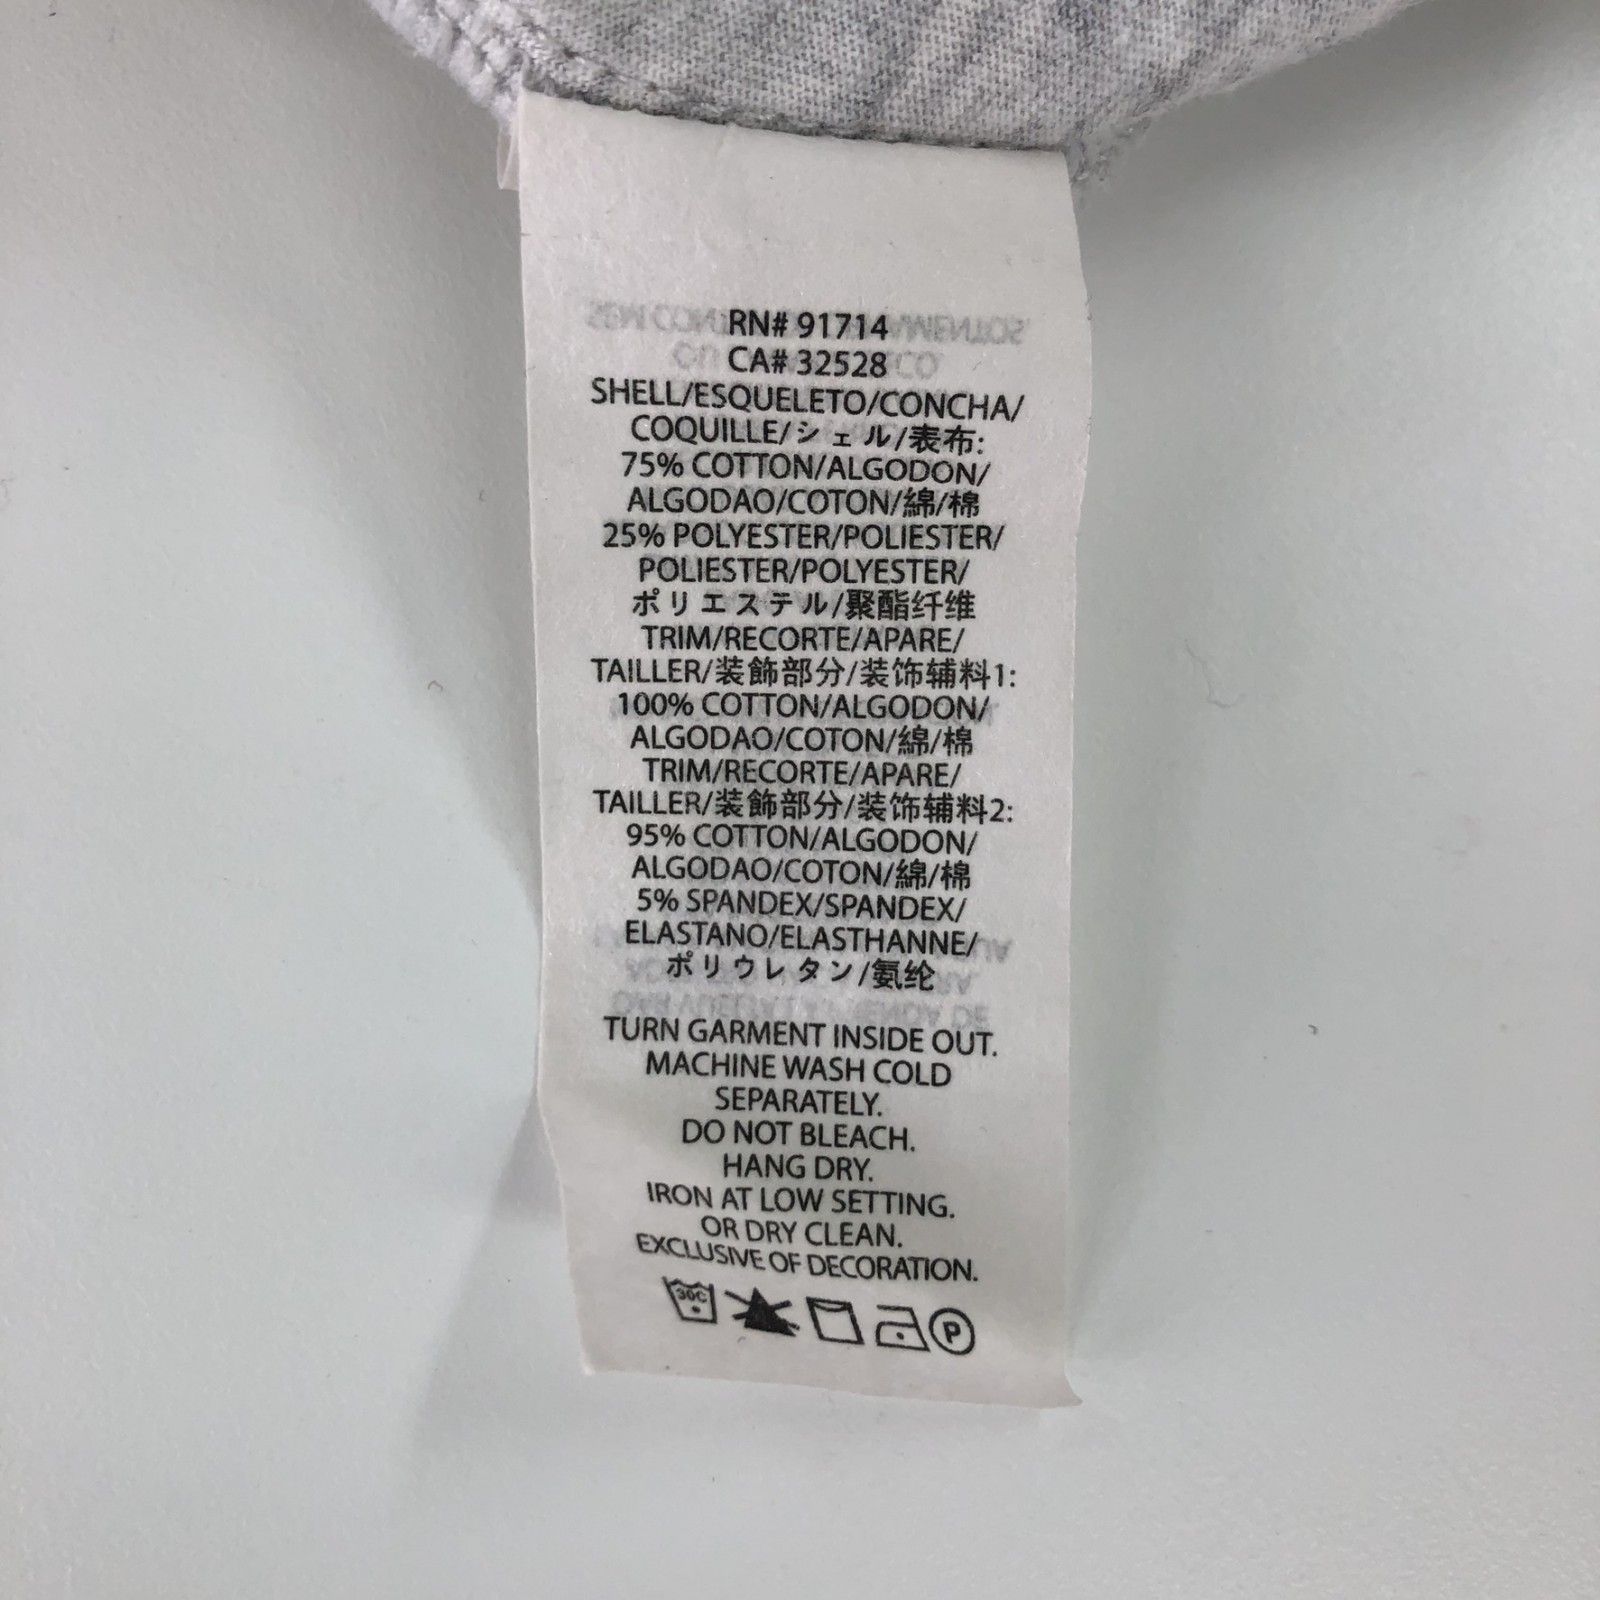 RN# 91714
CA# 32528
SHELL/ESQUELETO/CONCHA/
COQUILLE/シェル/表布:
75% COTTON/ALGODON/
ALGODAO/COTON/綿/棉
25% POLYESTER/POLIESTER/
POLIESTER/POLYESTER/
ポリエステル/聚酯纤维
TRIM/RECORTE/APARE/
TAILLER/装飾部分/装饰辅料1:
100% COTTON/ALGODON/
ALGODAO/COTON/綿/棉
TRIM/RECORTE/APARE/
TAILLER/装飾部分/装饰辅料2:
95% COTTON/ALGODON/
ALGODAO/COTON/綿/棉
5% SPANDEX/SPANDEX/
ELASTANO/ELASTHANNE/
ポリウレタン/氨纶
TURN GARMENT INSIDE OUT.
MACHINE WASH COLD
SEPARATELY.
DO NOT BLEACH.
HANG DRY.
IRON AT LOW SETTING.
OR DRY CLEAN.
EXCLUSIVE OF DECORATION.
30C P